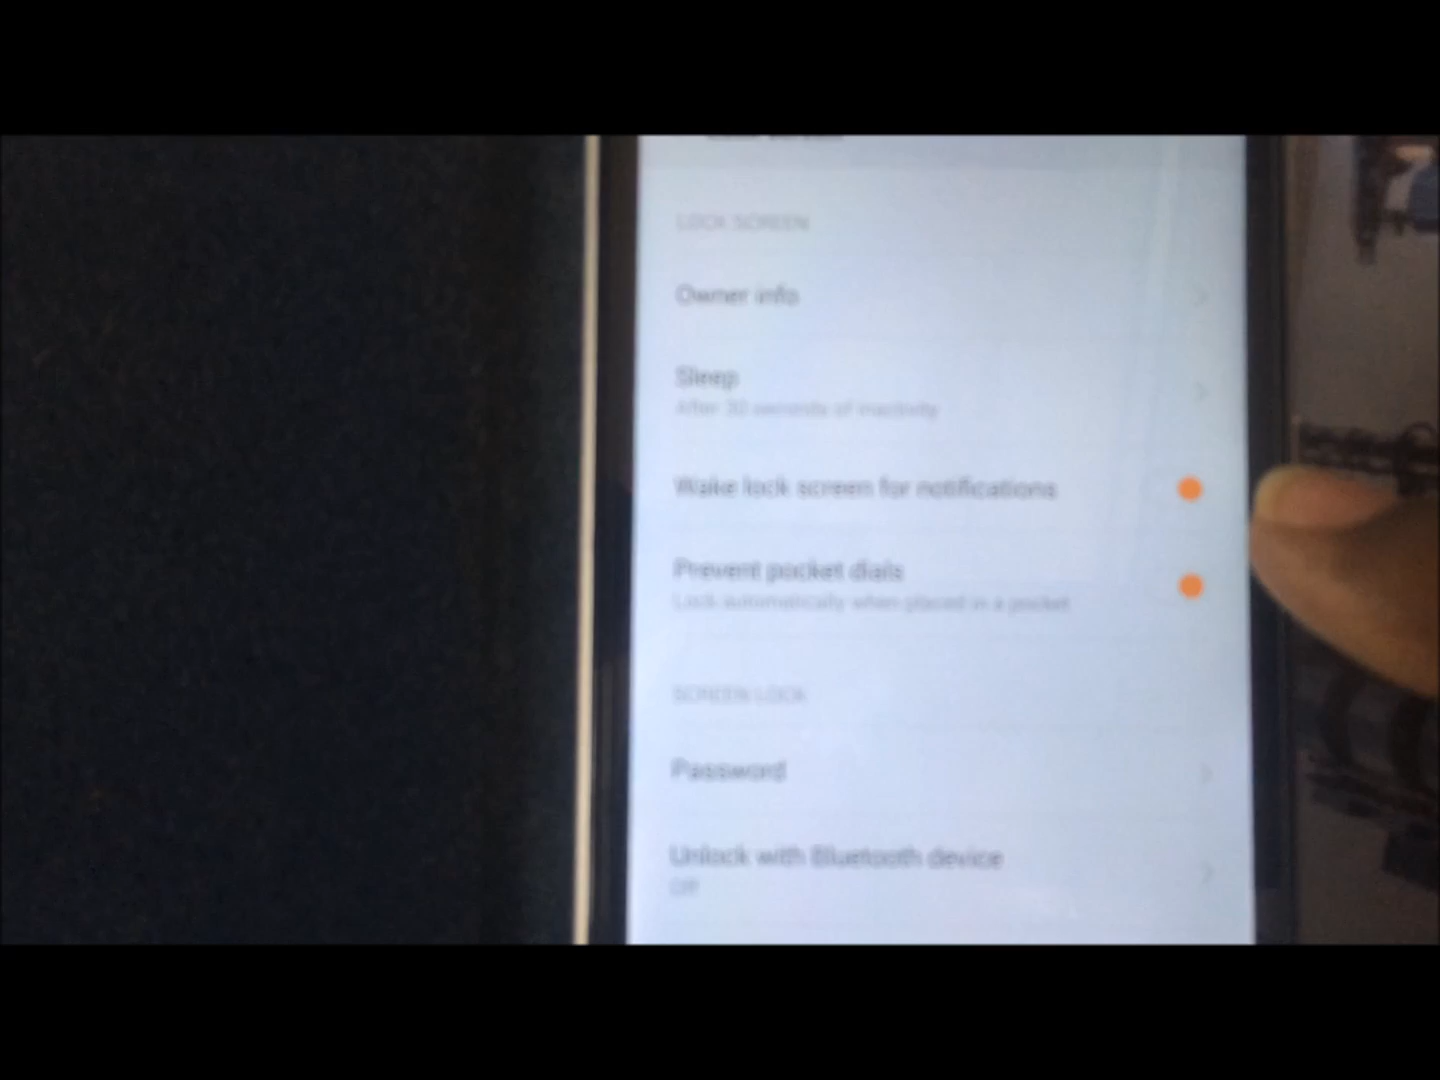 LOCK SCREEN
Owner info
Sleep
After 30 seconds of inactivity
Wake lock screen for notifications
Prevent pocket dials
Lock automatically when placed in a pocket
SCREEN LOCK
Password
Unlock with Bluetooth device
Off